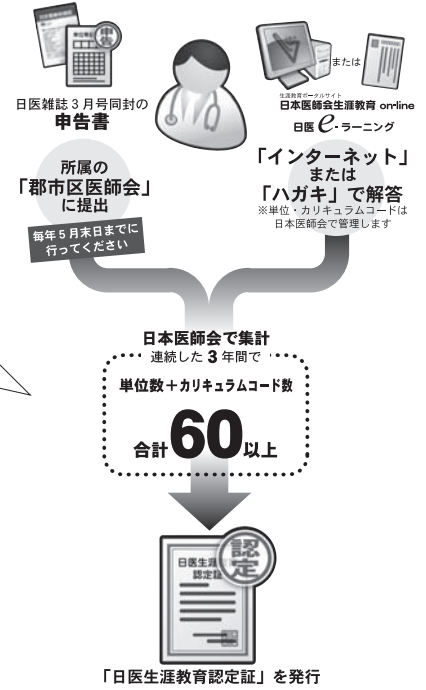 申告
日医雑誌3月号同封の
申告書
所属の
「郡市区医師会」
に提出
毎年5月末日までに
行ってください
または
生涯教育ポータルサイト
日本医師会生涯教育 on-line
日医e-ラーニング
「インターネット」
または
「ハガキ」で解答
※単位・カリキュラムコードは
日本医師会で管理します
日本医師会で集計
連続した3年間で
単位数+カリキュラムコード数
合計60以上
日医生涯
認定証
認定
「日医生涯教育認定証」を発行